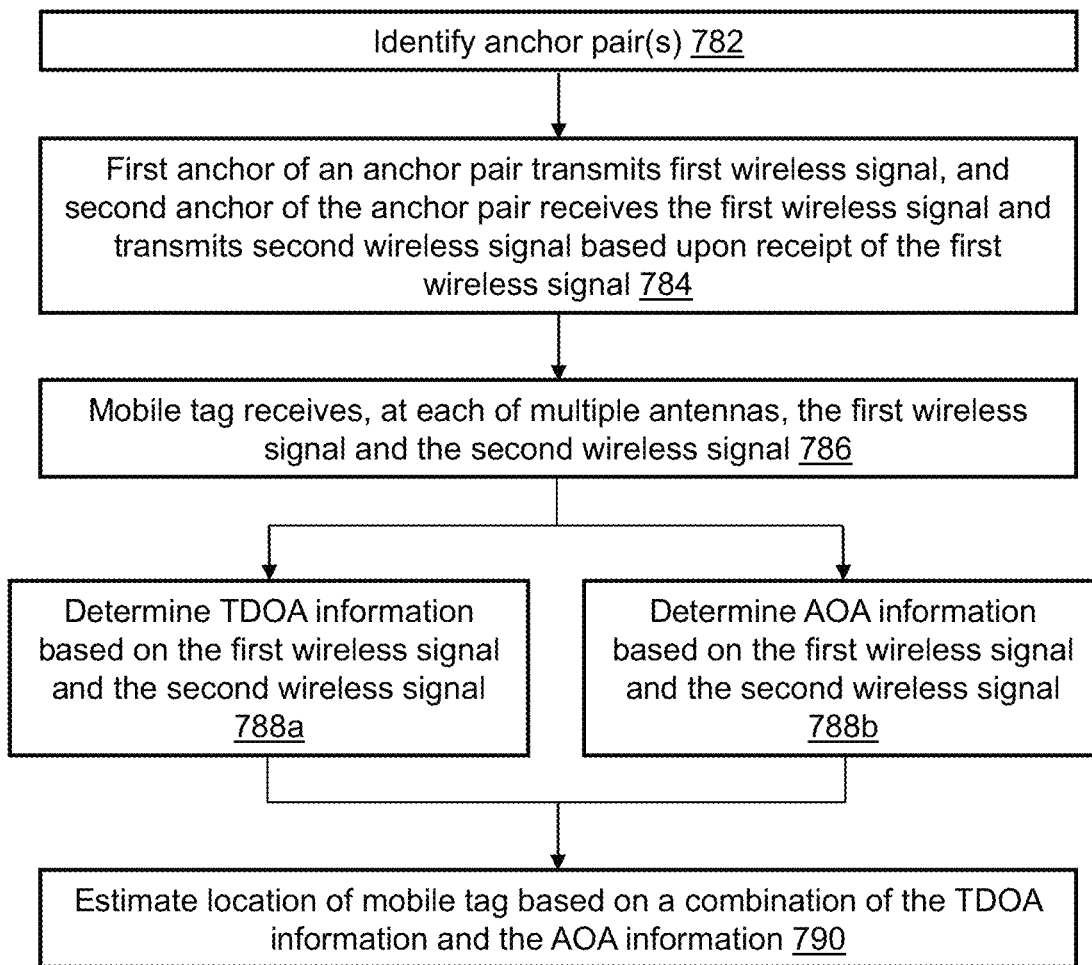 Identify anchor pair(s) 782
First anchor of an anchor pair transmits first wireless signal, and
second anchor of the anchor pair receives the first wireless signal and
transmits second wireless signal based upon receipt of the first
wireless signal 784
Mobile tag receives, at each of multiple antennas, the first wireless
signal and the second wireless signal 786
Determine TDOA information
based on the first wireless signal
and the second wireless signal
788a
Determine AOA information
based on the first wireless signal
and the second wireless signal
788b
Estimate location of mobile tag based on a combination of the TDOA
information and the AOA information 790